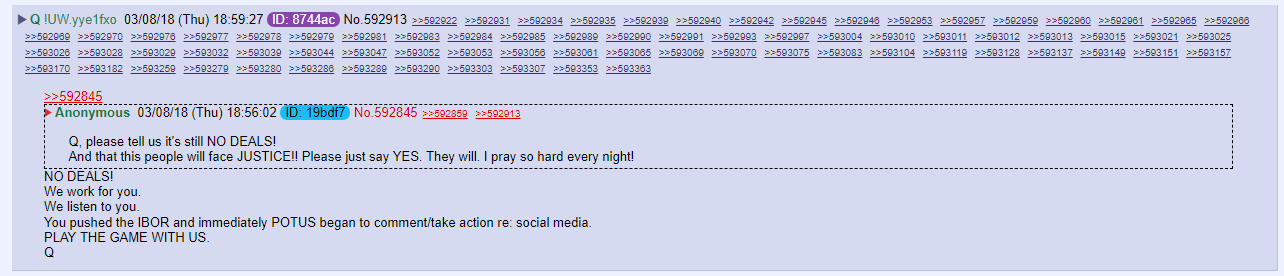 Q !UW.yye1fxo 03/08/18 (Thu) 18:59:27 ID: 8744ac No.592913 >>592922 >>592931 >>592934 >>592935 >>592939 >>592940 >>592942 >>592945 >>592946 >>592953 >>592957 >>592959 >>592960 >>592961 >>592965 >>592966
>>592969 >>592970 >>592976 >>592977 >>592978 >>592979 >>592981 >>592983 >>592984 >>592985 >>592989 >>592990 >>592991 >>592993 >>592997 >>593004 >>593010 >>593011 >>593012 >>593013 >>593015 >>593021 >>593025
>>593026 >>593028 >>593029 >>593032 >>593039 >>593044 >>593047 >>593052 >>593053 >>593056 >>593061 >>593065 >>593069 >>593070 >>593075 >>593083 >>593104 >>593119 >>593128 >>593137 >>593149 >>593151 >>593157
>>593170 >>593182 >>593259 >>593279 >>593280 >>593286 >>593289 >>593290 >>593303 >>593307 >>593353 >>593363
>>592845
Anonymous 03/08/18 (Thu) 18:56:02 ID: 19bdf7 No.592845 >>592859 >>592913
Q, please tell us it's still NO DEALS!
And that this people will face JUSTICE!! Please just say YES. They will. I pray so hard every night!
NO DEALS!
We work for you.
We listen to you.
You pushed the IBOR and immediately POTUS began to comment/take action re: social media.
PLAY THE GAME WITH US.
Q